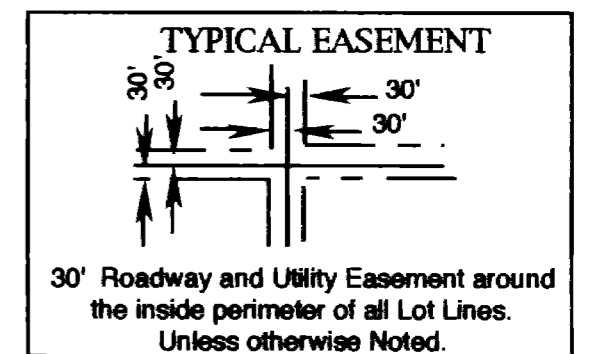 TYPICAL EASEMENT
30' 30'
30'
30'
30' Roadway and Utility Easement around
the inside perimeter of all Lot Lines.
Unless otherwise Noted.